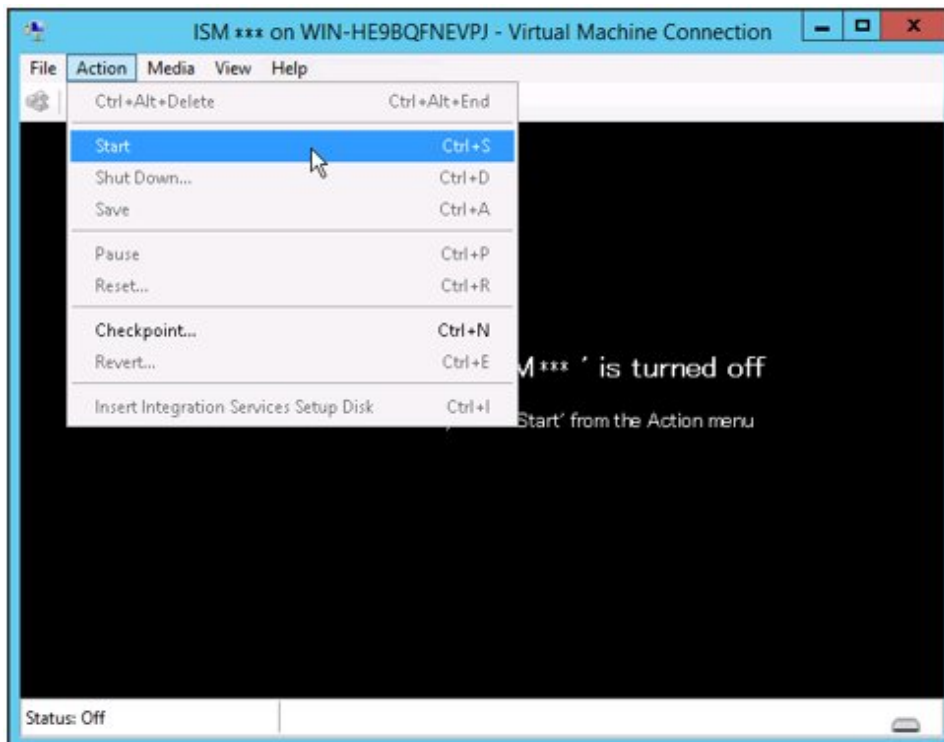 ISM *** on WIN-HE9BQFNEVPJ - Virtual Machine Connection
File Action Media View Help
Ctrl+Alt+Delete Ctrl+Alt+End
Start Ctrl+S
Shut Down... Ctrl+D
Save Ctrl+A
Pause Ctrl+P
Reset... Ctrl+R
Checkpoint... Ctrl+N
Revert... Ctrl+E
M *** ' is turned off
Insert Integration Services Setup Disk Ctrl+I
Start' from the Action menu
Status: Off